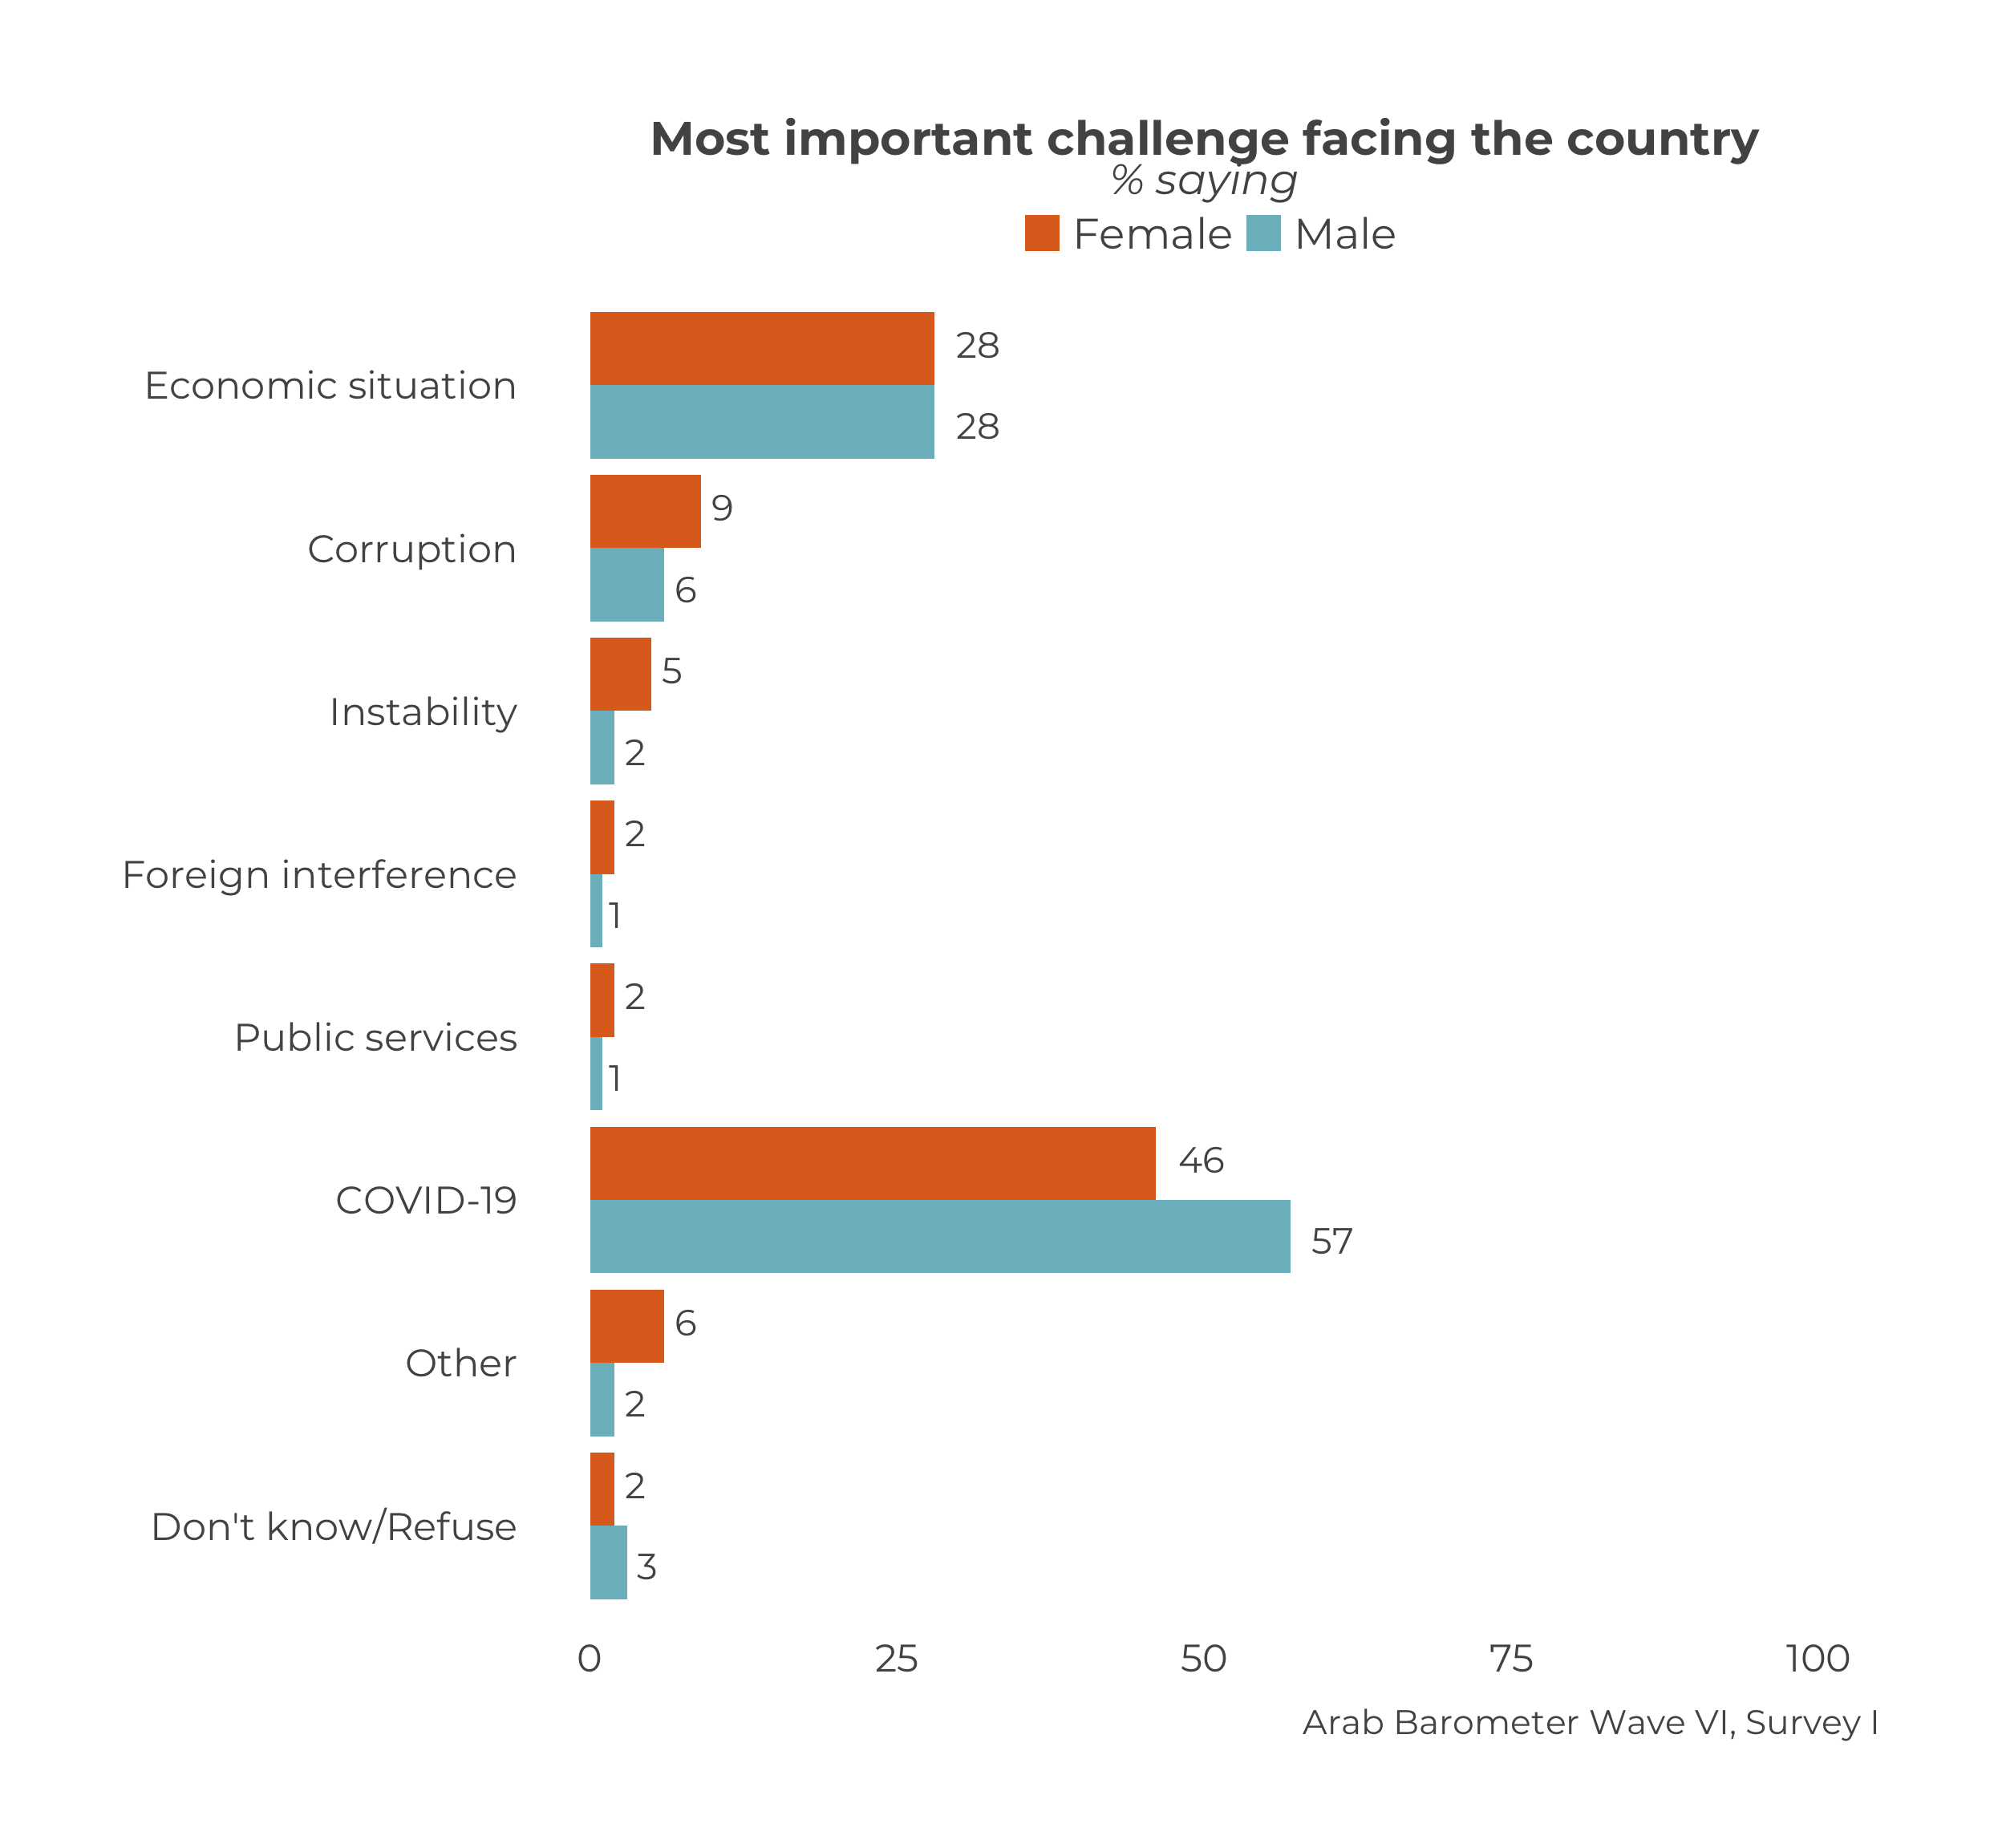 Most important challenge facing the country
% saying
Female Male
28
Economic situation
28
9
Corruption
6
5
Instability
2
2
Foreign interference
1
2
Public services
1
46
COVID-19
57
6
Other
2
2
Don't know/Refuse
3
0 25 50 75 100
Arab Barometer Wave VI, Survey I